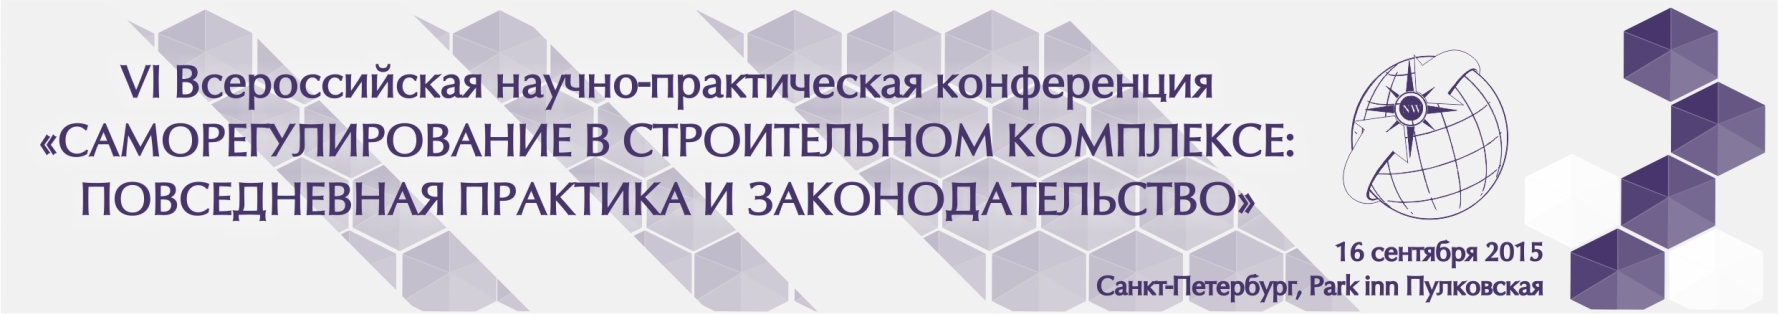 VI Всероссийская научно-практическая конференция
«САМОРЕГУЛИРОВАНИЕ В СТРОИТЕЛЬНОМ КОМПЛЕКСЕ:
ПОВСЕДНЕВНАЯ ПРАКТИКА И ЗАКОНОДАТЕЛЬСТВО»
NW
16 сентября 2015
Санкт-Петербург, Park inn Пулковская